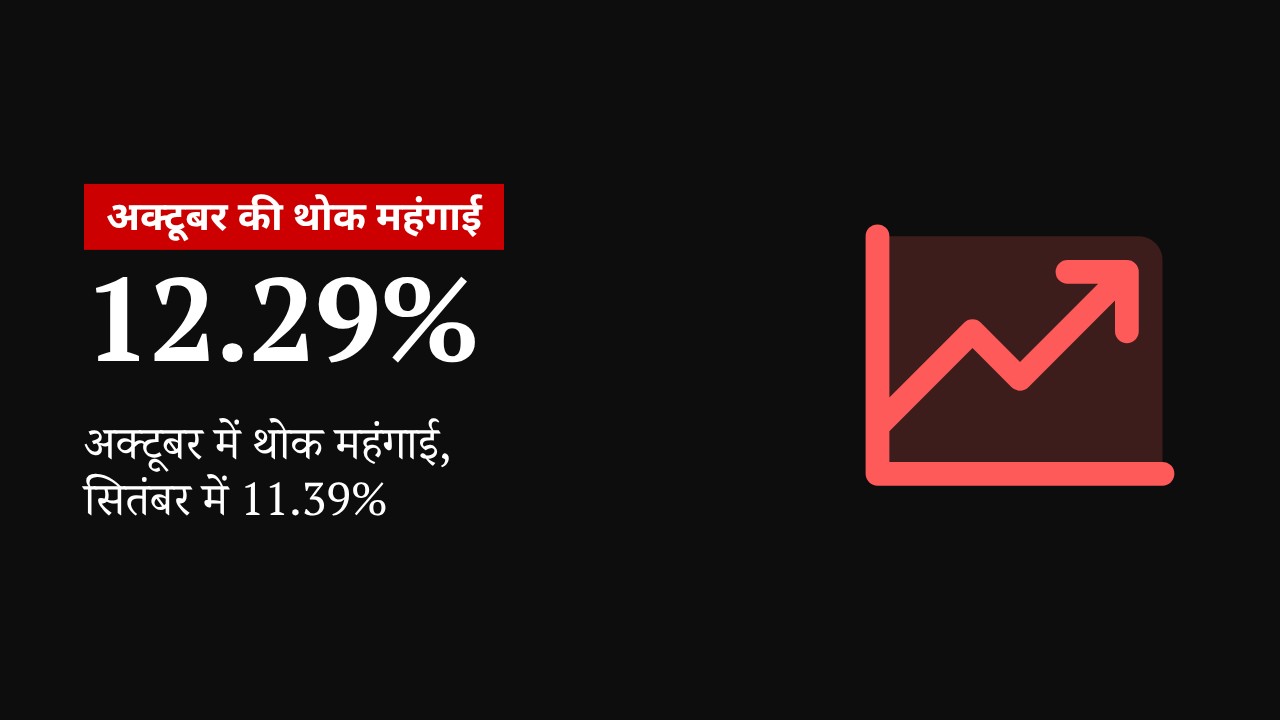 अक्टूबर की थोक महंगाई
12.29%
अक्टूबर में थोक महंगाई,
सितंबर में 11.39%